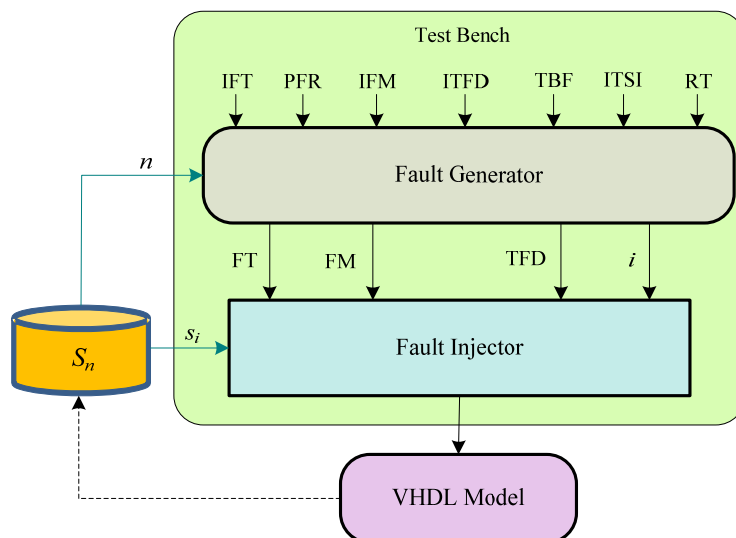 Test Bench
IFT PFR IFM ITFD TBF ITSI RT
n
Fault Generator
FT FM TFD i
s_i
Fault Injector
S_n
VHDL Model